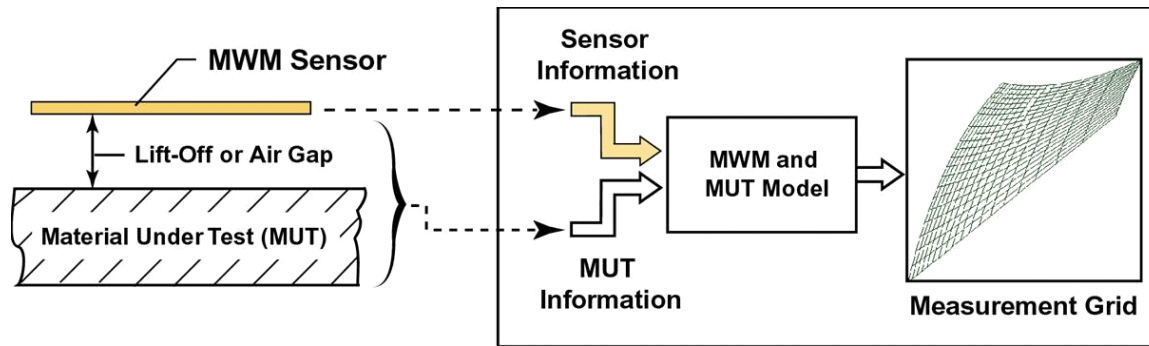 MWM Sensor
Lift-Off or Air Gap
Material Under Test (MUT)
Sensor
Information
MUT
Information
MWM and
MUT Model
Measurement Grid